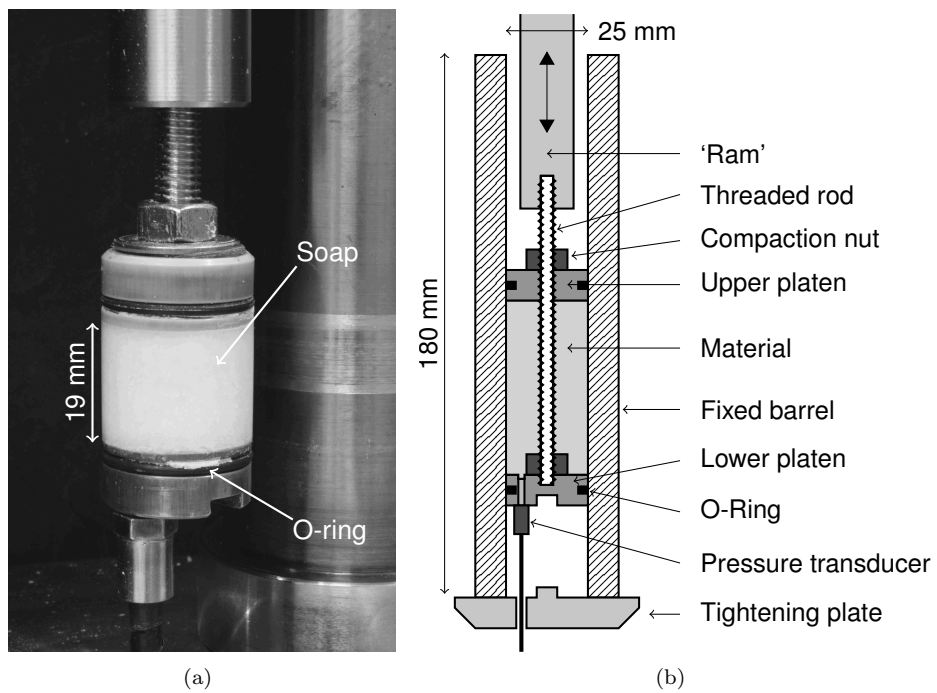 Soap
19 mm
O-ring
(a)
25 mm
180 mm
‘Ram’
Threaded rod
Compaction nut
Upper platen
Material
Fixed barrel
Lower platen
O-Ring
Pressure transducer
Tightening plate
(b)